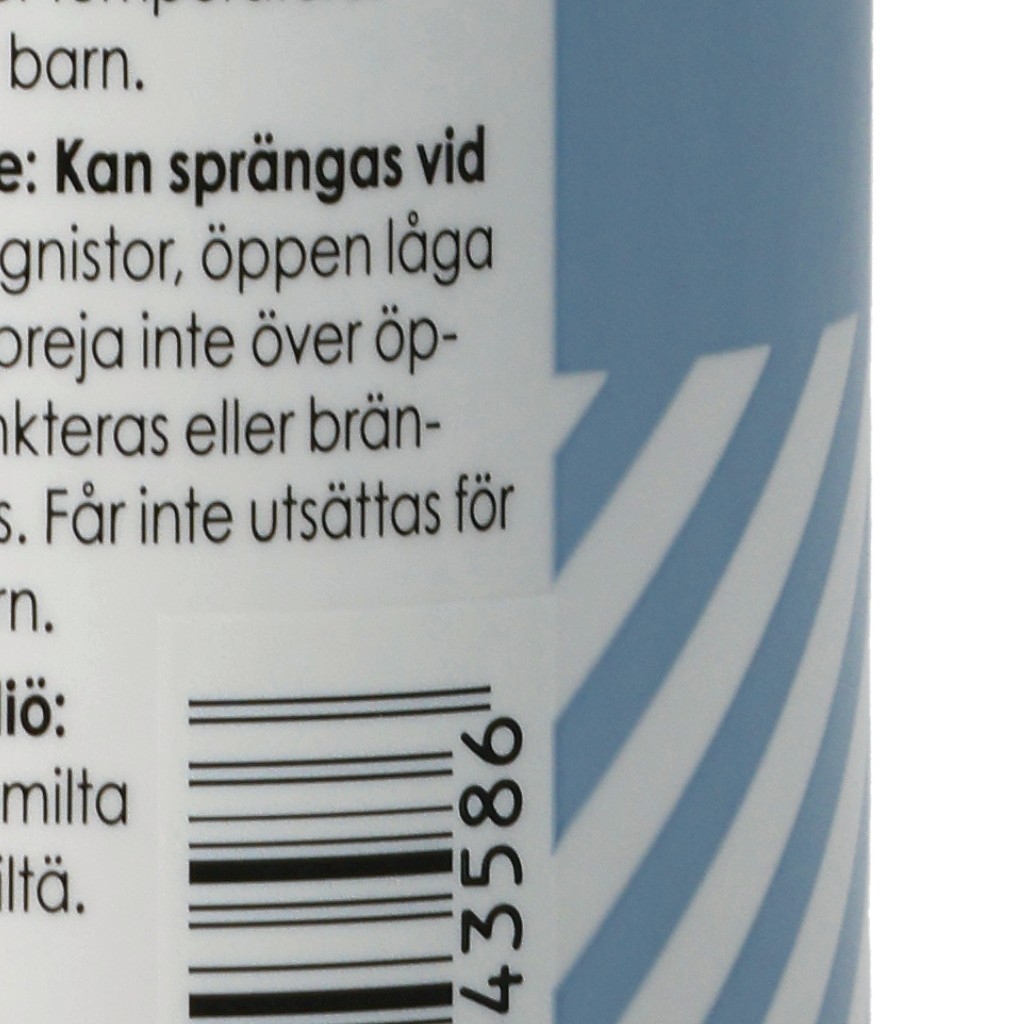 barn.
e: Kan sprängas vid
gnistor, öppen låga
preja inte över öp-
nkteras eller brän-
s. Får inte utsättas för
rn.
liö:
milta
iltä.
43586